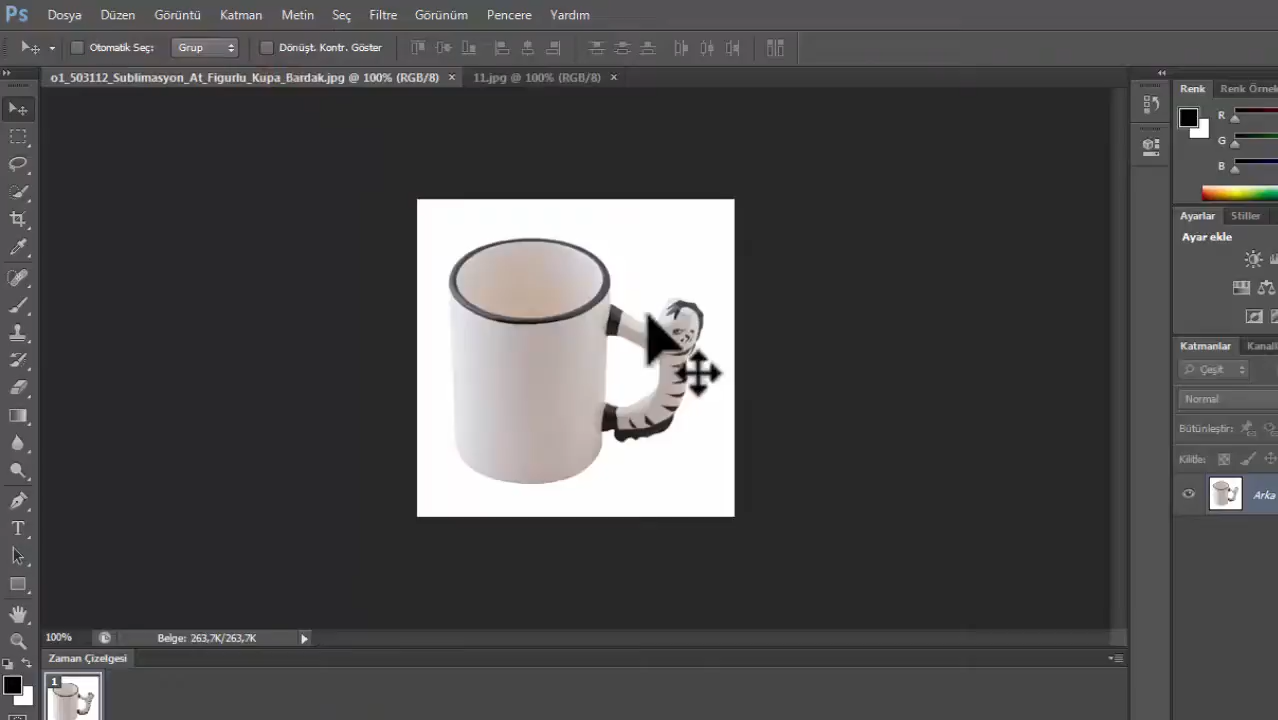 Ps Dosya Düzen Görüntü Katman Metin Seç Filtre Görünüm Pencere Yardım
Otomatik Seç: Grup Dönüşt. Kontr. Göster
o1_503112_Sublimasyon_At_Figurlu_Kupa_Bardak.jpg @ 100% (RGB/8) × 11.jpg @ 100% (RGB/8) ×
Renk Renk Örnek
R
G
B
Ayarlar Stiller
Ayar ekle
Katmanlar Kanall
Çeşit
Normal
Bütünleştir:
Kilitle:
Arka
T
100% Belge: 263,7K/263,7K
Zaman Çizelgesi
1